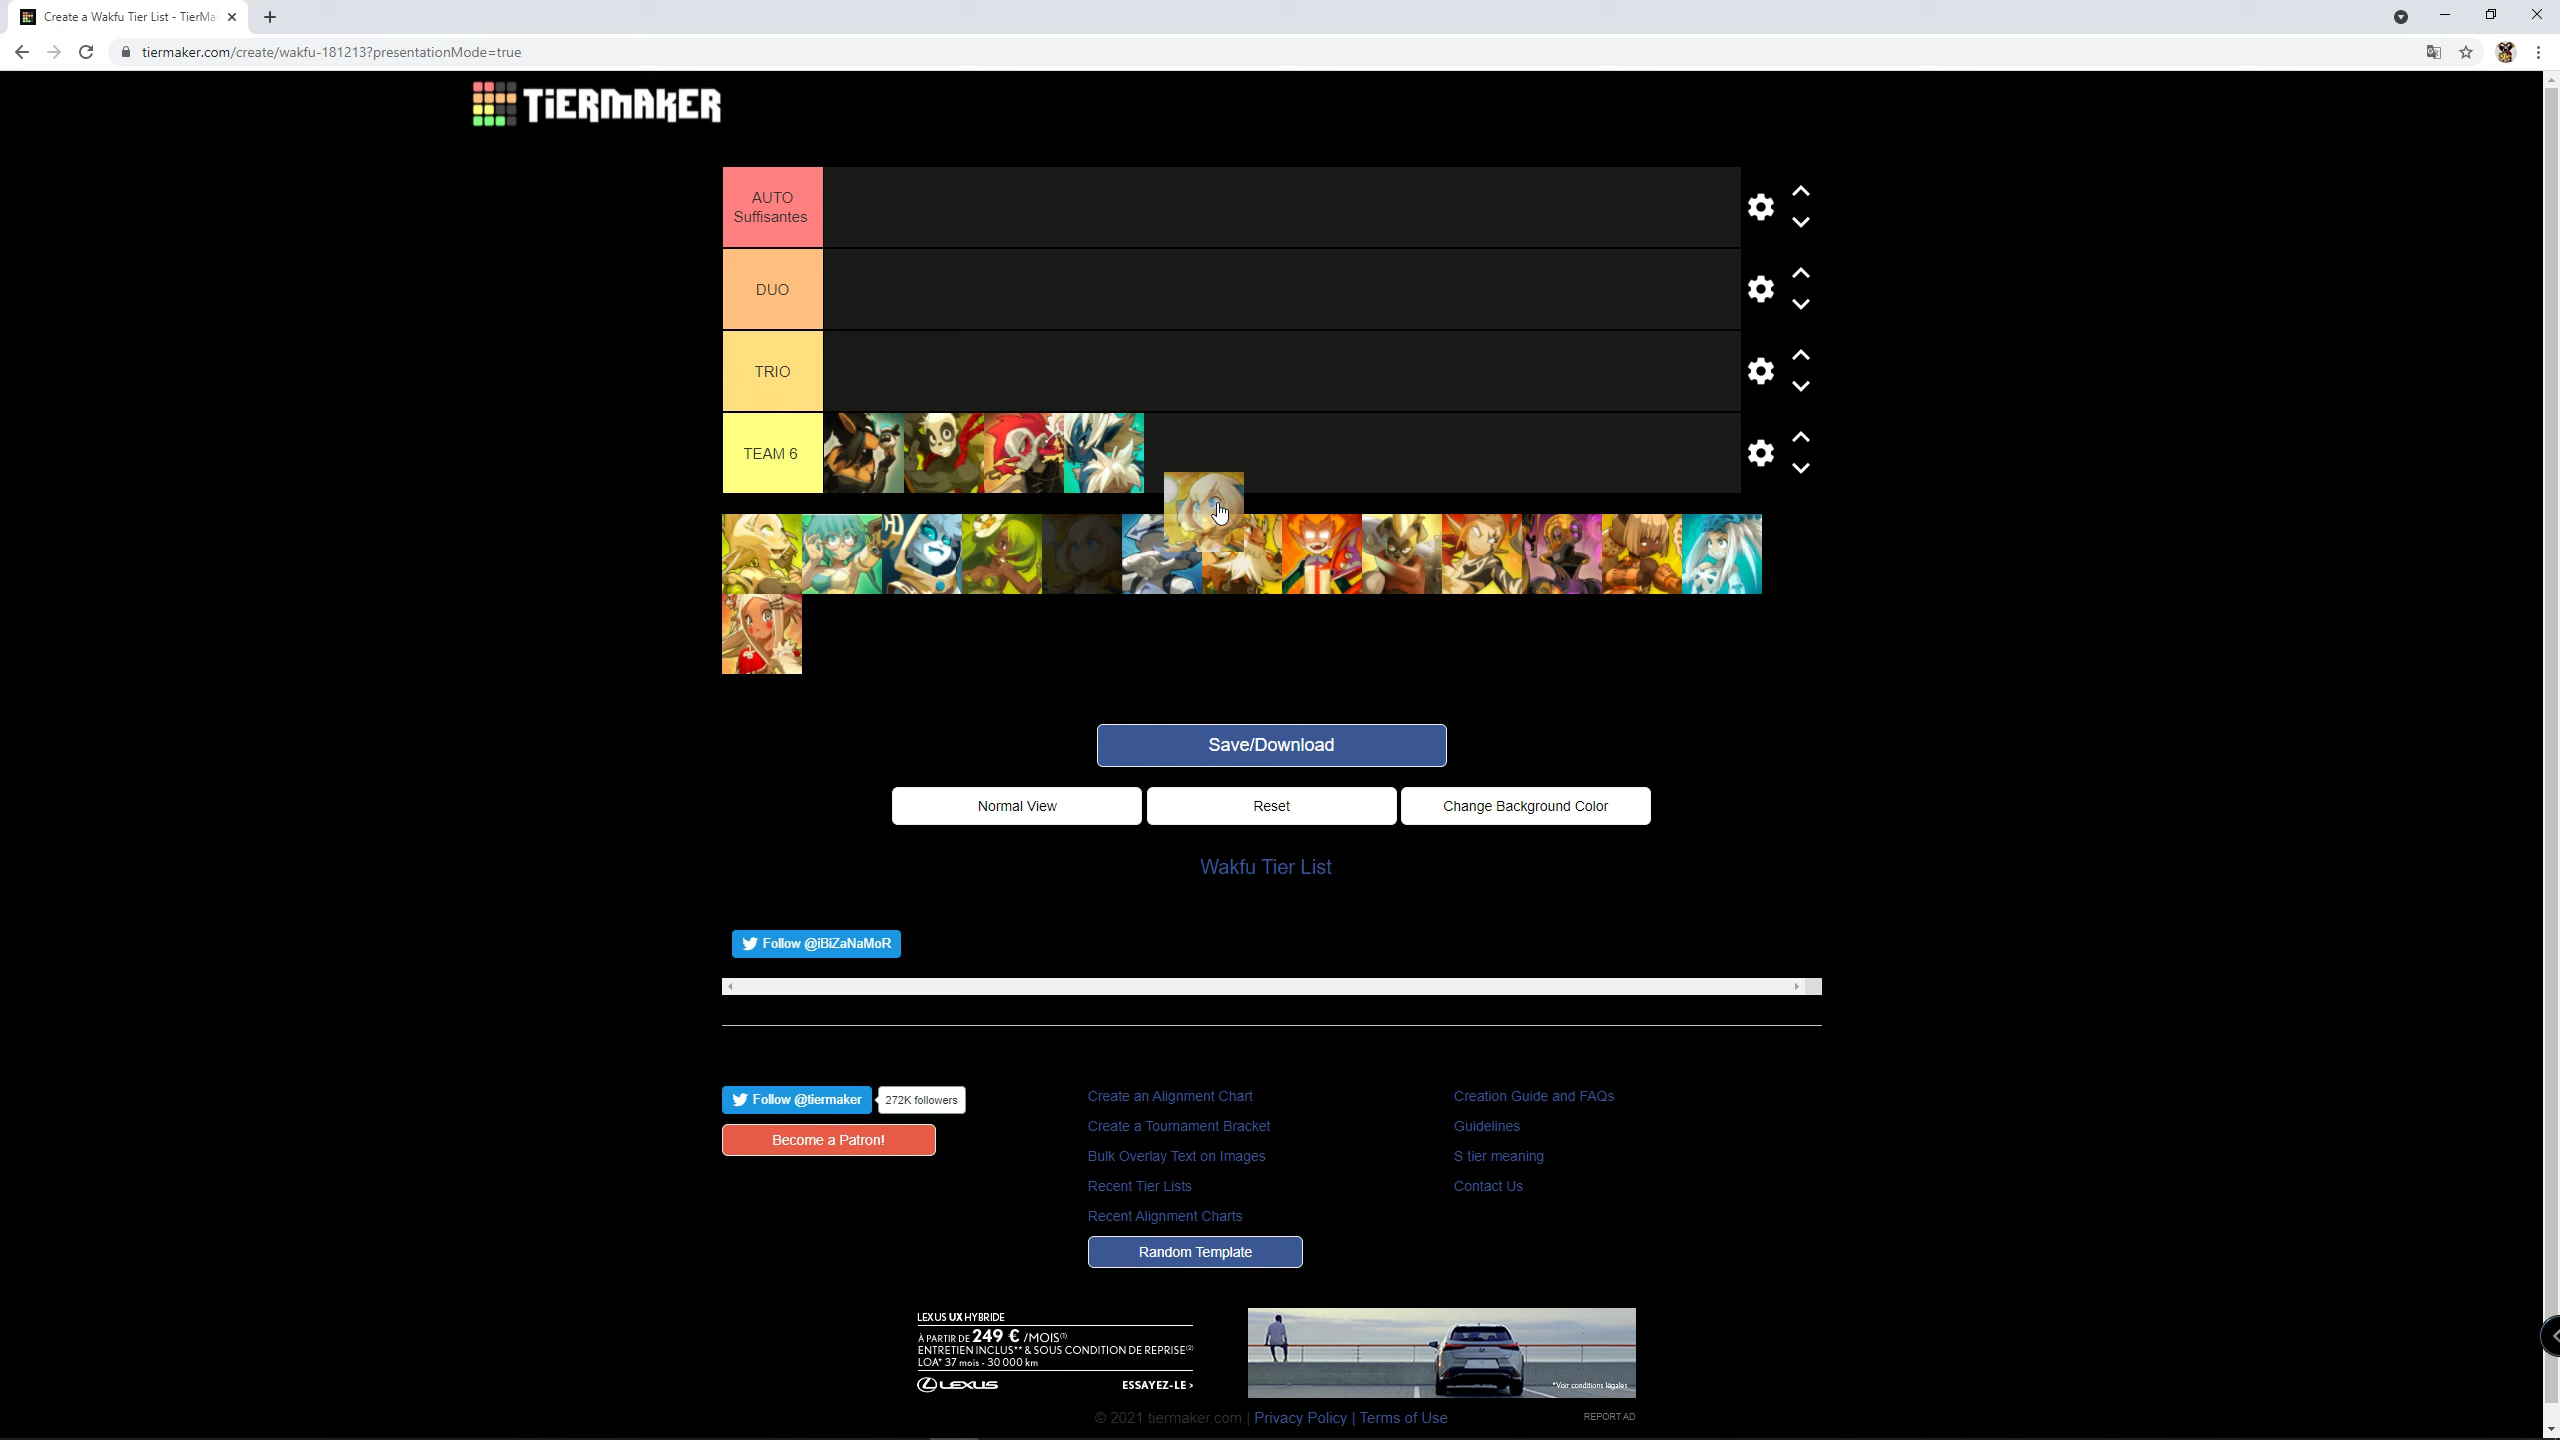 Create a Wakfu Tier List - TierMa
tiermaker.com/create/wakfu-181213?presentationMode=true
TiERMAKER
AUTO
Suffisantes
DUO
TRIO
TEAM 6
Save/Download
Normal View
Reset
Change Background Color
Wakfu Tier List
Follow @iBiZaNaMoR
Follow @tiermaker
272K followers
Become a Patron!
Create an Alignment Chart
Create a Tournament Bracket
Bulk Overlay Text on Images
Recent Tier Lists
Recent Alignment Charts
Random Template
Creation Guide and FAQs
Guidelines
S tier meaning
Contact Us
LEXUS UX HYBRIDE
À PARTIR DE 249 € /MOIS(1)
ENTRETIEN INCLUS** & SOUS CONDITION DE REPRISE(2)
LOA* 37 mois - 30 000 km
LEXUS
ESSAYEZ-LE >
*Voir conditions légales
© 2021 tiermaker.com | Privacy Policy | Terms of Use
REPORT AD